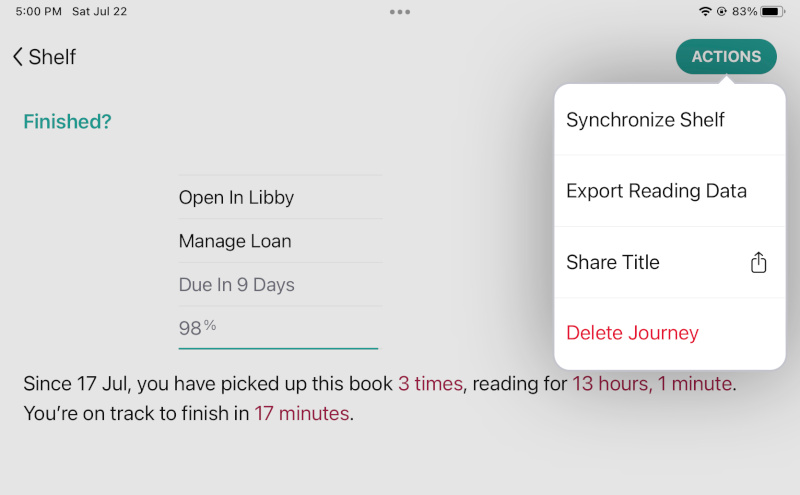 5:00 PM Sat Jul 22
83%
Shelf
ACTIONS
Finished?
Synchronize Shelf
Export Reading Data
Share Title
Delete Journey
Open In Libby
Manage Loan
Due In 9 Days
98%
Since 17 Jul, you have picked up this book 3 times, reading for 13 hours, 1 minute.
You’re on track to finish in 17 minutes.